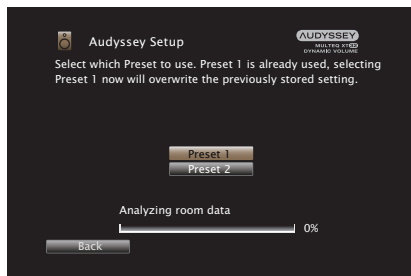 Audyssey Setup
AUDYSSEY
MULTEQ XT32
DYNAMIC VOLUME
Select which Preset to use. Preset 1 is already used, selecting
Preset 1 now will overwrite the previously stored setting.
Preset 1
Preset 2
Analyzing room data
0%
Back